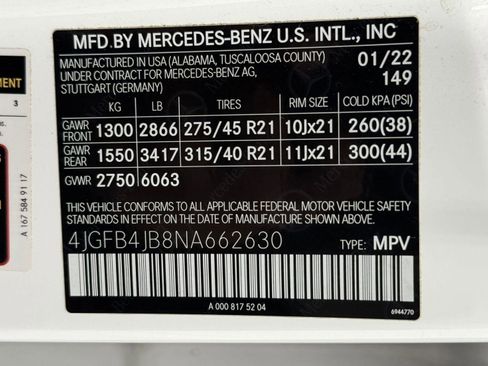 MFD.BY MERCEDES-BENZ U.S. INTL., INC
MANUFACTURED IN USA (ALABAMA, TUSCALOOSA COUNTY) 01/22
UNDER CONTRACT FOR MERCEDES-BENZ AG, 149
STUTTGART (GERMANY)
KG LB TIRES RIM SIZE COLD KPA (PSI)
GAWR FRONT 1300 2866 275/45 R21 10Jx21 260(38)
GAWR REAR 1550 3417 315/40 R21 11Jx21 300(44)
GVWR 2750 6063
THIS VEHICLE CONFORMS TO ALL APPLICABLE FEDERAL MOTOR VEHICLE SAFETY
STANDARDS IN EFFECT ON THE DATE OF MANUFACTURE SHOWN ABOVE.
4JGFB4JB8NA662630 TYPE: MPV
A 000 817 52 04 6944770
MENT
3
A 167 584 91 17